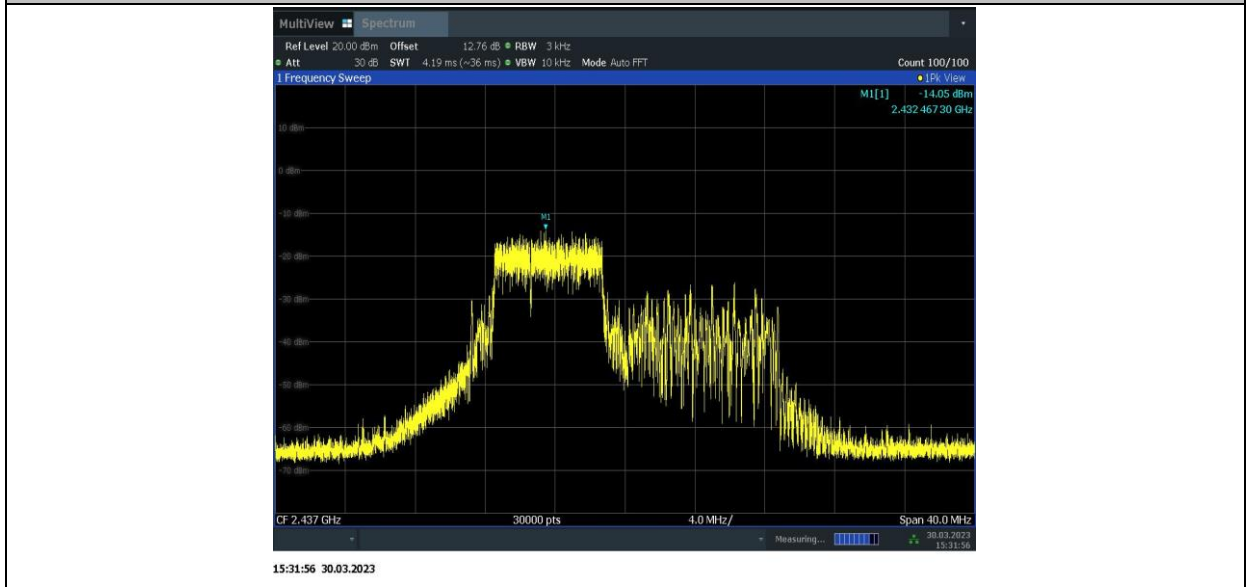 MultiView Spectrum
Ref Level 20.00 dBm Offset 12.76 dB RBW 3 kHz
Att 30 dB SWT 4.19 ms (~36 ms) VBW 10 kHz Mode Auto FFT Count 100/100
1 Frequency Sweep 1Pk View
M1[1] -14.05 dBm
2.432 467 30 GHz
10 dBm
0 dBm
-10 dBm
M1
-20 dBm
-30 dBm
-40 dBm
-50 dBm
-60 dBm
-70 dBm
CF 2.437 GHz 30000 pts 4.0 MHz/ Span 40.0 MHz
Measuring... 30.03.2023
15:31:56
15:31:56 30.03.2023